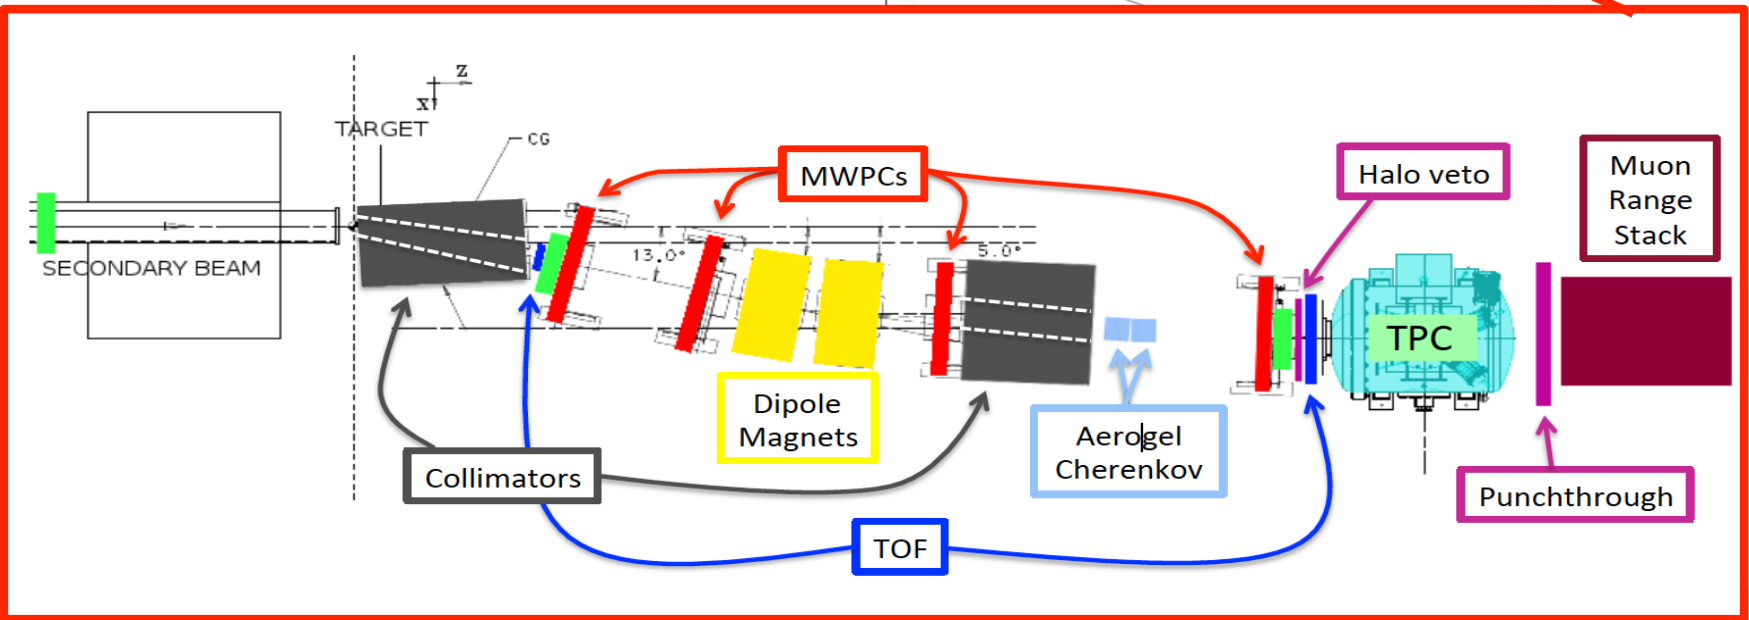 z
x
TARGET
CG
SECONDARY BEAM
13.0°
5.0°
MWPCs
Halo veto
Muon
Range
Stack
TPC
Dipole
Magnets
Aerogel
Cherenkov
Collimators
Punchthrough
TOF